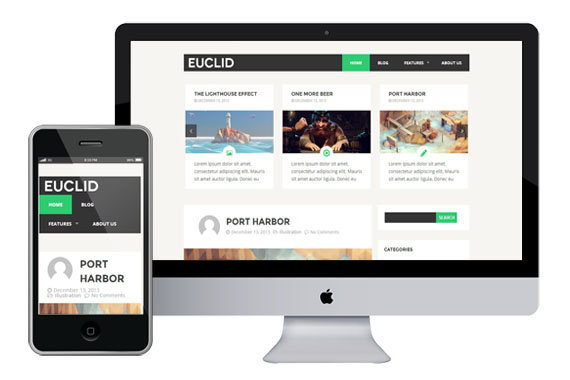 EUCLID
HOME BLOG FEATURES ABOUT US
THE LIGHTHOUSE EFFECT
DECEMBER 13, 2013
Lorem ipsum dolor sit amet,
consectetur adipiscing elit. Mauris
sit amet auctor ligula. Donec eu
ONE MORE BEER
DECEMBER 13, 2013
Lorem ipsum dolor sit amet,
consectetur adipiscing elit. Mauris
sit amet auctor ligula. Donec eu
PORT HARBOR
DECEMBER 13, 2013
Lorem ipsum dolor sit amet,
consectetur adipiscing elit. Mauris
sit amet auctor ligula. Donec eu
PORT HARBOR
December 13, 2013 Illustration No Comments
SEARCH
CATEGORIES
EUCLID
HOME BLOG
FEATURES ABOUT US
PORT
HARBOR
December 13, 2013
Illustration No Comments